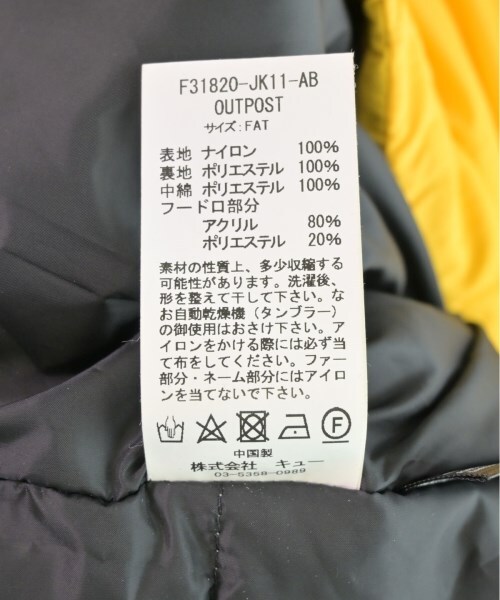 F31820-JK11-AB
OUTPOST
サイズ:FAT
表地 ナイロン 100%
裏地 ポリエステル 100%
中綿 ポリエステル 100%
フード口部分
アクリル 80%
ポリエステル 20%
素材の性質上、多少収縮する
可能性があります。洗濯後、
形を整えて干して下さい。な
お自動乾燥機(タンブラー)
の御使用はおさけ下さい。ア
イロンをかける際には必ず当
て布をしてください。ファー
部分・ネーム部分にはアイロ
ンを当てないで下さい。
F
中国製
株式会社 キュー
03-5358-0989